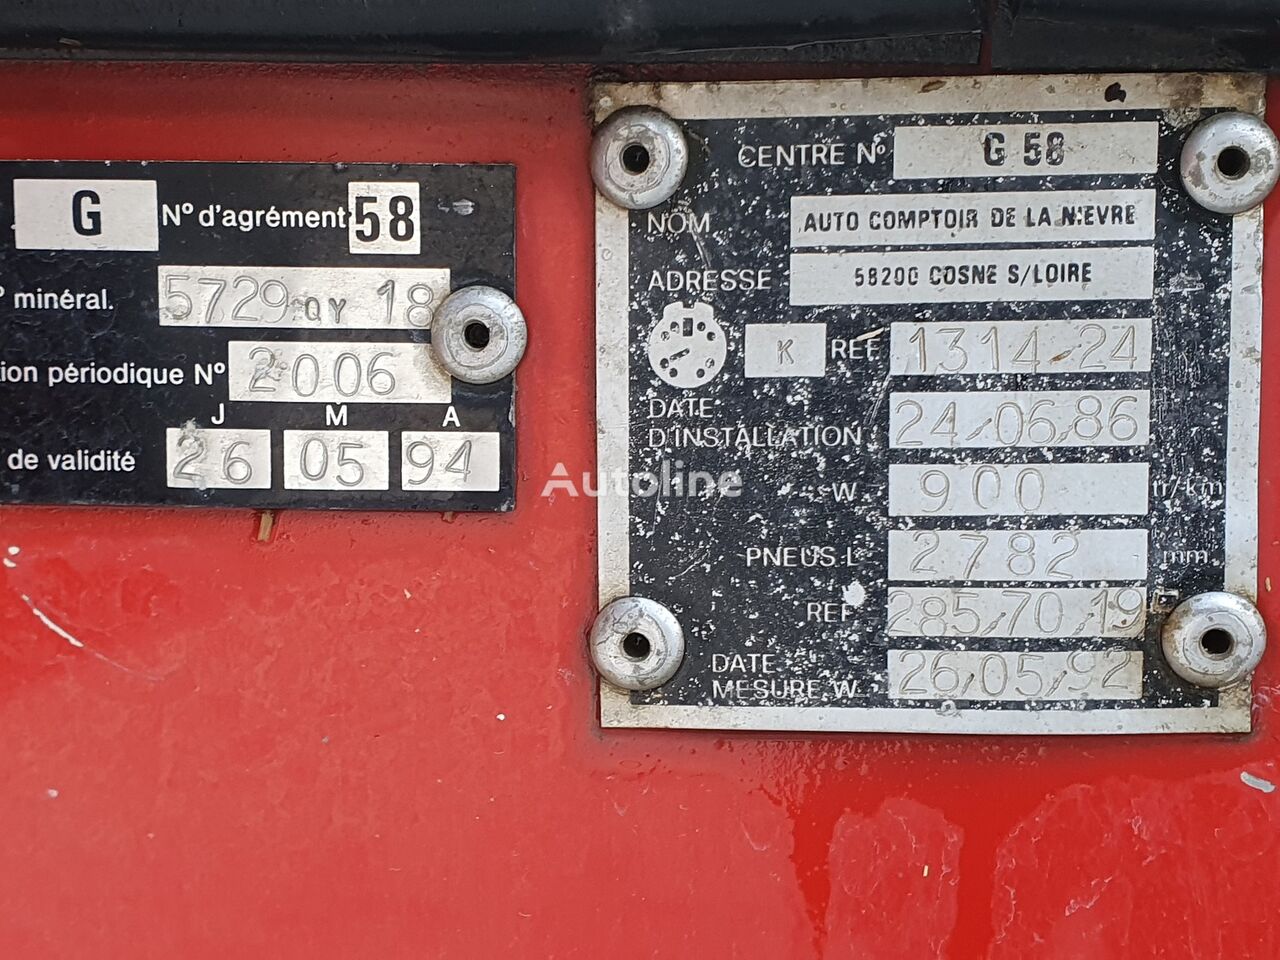 G N° d'agrément 58
minéral. 5729 QY 18
périodique N° 2006
J M A
de validité 26 05 94
CENTRE N° G 58
NOM AUTO COMPTOIR DE LA NIEVRE
ADRESSE 58200 COSNE S/LOIRE
K REF 1314-24
DATE
D'INSTALLATION 24/06/86
W 900 tr/km
PNEUS L 2782 mm
REF 285/70/19
DATE
MESURE W 26/05/92
Autoline